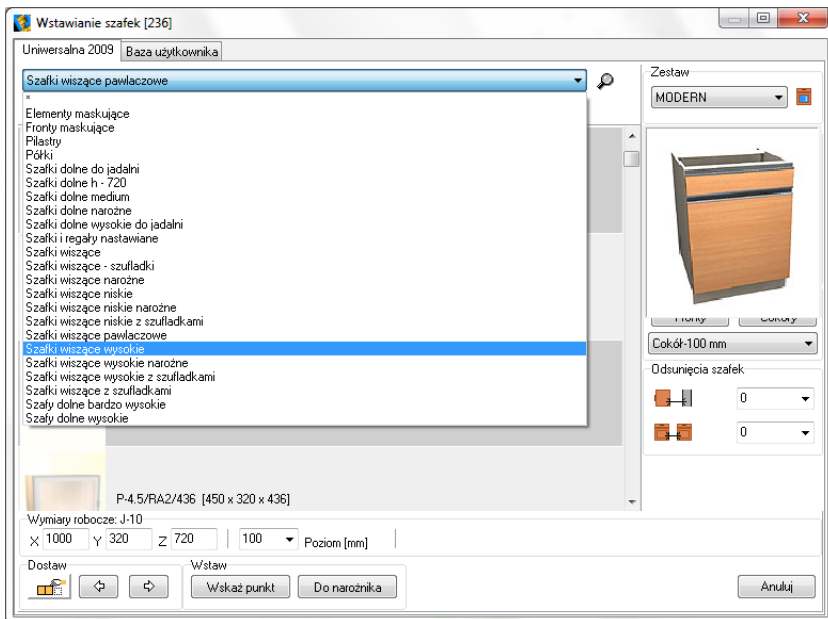 Wstawianie szafek [236]
Uniwersalna 2009 Baza użytkownika
Szafki wiszące pawlaczowe
*
Elementy maskujące
Fronty maskujące
Pilastry
Półki
Szafki dolne do jadalni
Szafki dolne h - 720
Szafki dolne medium
Szafki dolne narożne
Szafki dolne wysokie do jadalni
Szafki i regały nastawiane
Szafki wiszące
Szafki wiszące - szufladki
Szafki wiszące narożne
Szafki wiszące niskie
Szafki wiszące niskie narożne
Szafki wiszące niskie z szufladkami
Szafki wiszące pawlaczowe
Szafki wiszące wysokie
Szafki wiszące wysokie narożne
Szafki wiszące wysokie z szufladkami
Szafki wiszące z szufladkami
Szafy dolne bardzo wysokie
Szafy dolne wysokie
P-4.5/RA2/436 [450 x 320 x 436]
Zestaw
MODERN
Fronty Cokoły
Cokół-100 mm
Odsunięcia szafek
0
0
Wymiary robocze: J-10
X 1000 Y 320 Z 720 100 Poziom [mm]
Dostaw
Wstaw
Wskaż punkt Do narożnika Anuluj